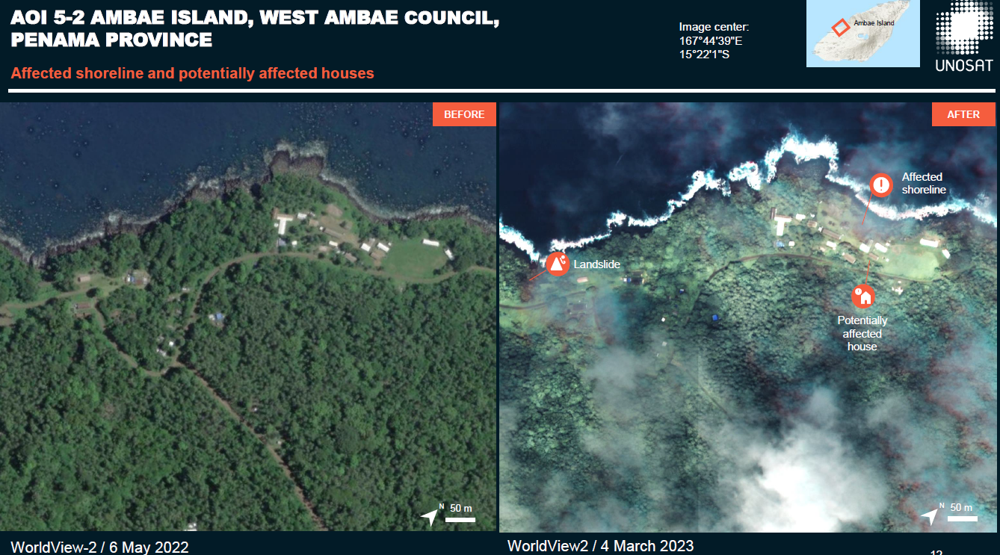 AOI 5-2 AMBAE ISLAND, WEST AMBAE COUNCIL,
PENAMA PROVINCE
Affected shoreline and potentially affected houses
Image center:
167°44'39"E
15°22'1"S
Ambae Island
UNOSAT
BEFORE
AFTER
Affected
shoreline
Landslide
Potentially
affected
house
N 50 m
N 50 m
WorldView-2 / 6 May 2022
WorldView2 / 4 March 2023
12